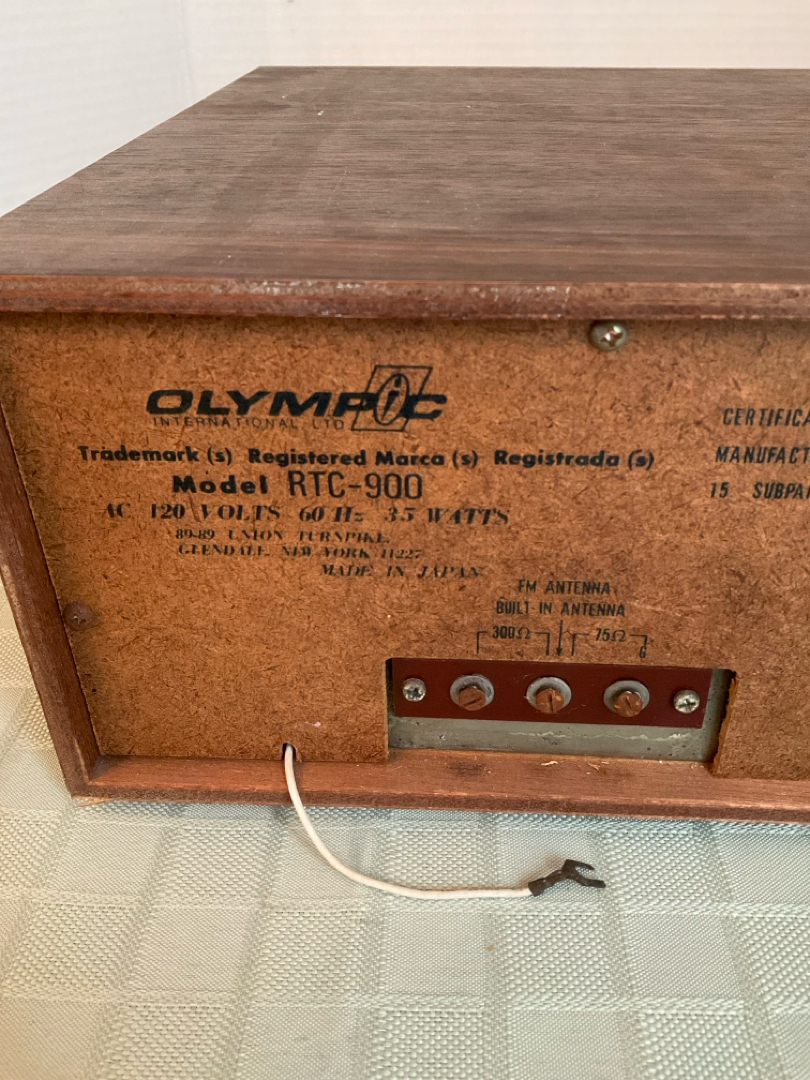 OLYMPIC
INTERNATIONAL LTD
Trademark (s) Registered Marca (s) Registrada (s)
Model RTC-900
AC 120 VOLTS 60 Hz 35 WATTS
89-89 UNION TURNPIKE,
GLENDALE, NEW YORK 11227
MADE IN JAPAN
FM ANTENNA
BUILT IN ANTENNA
300Ω 75Ω
G
CERTIFICA
MANUFACT
15 SUBPA